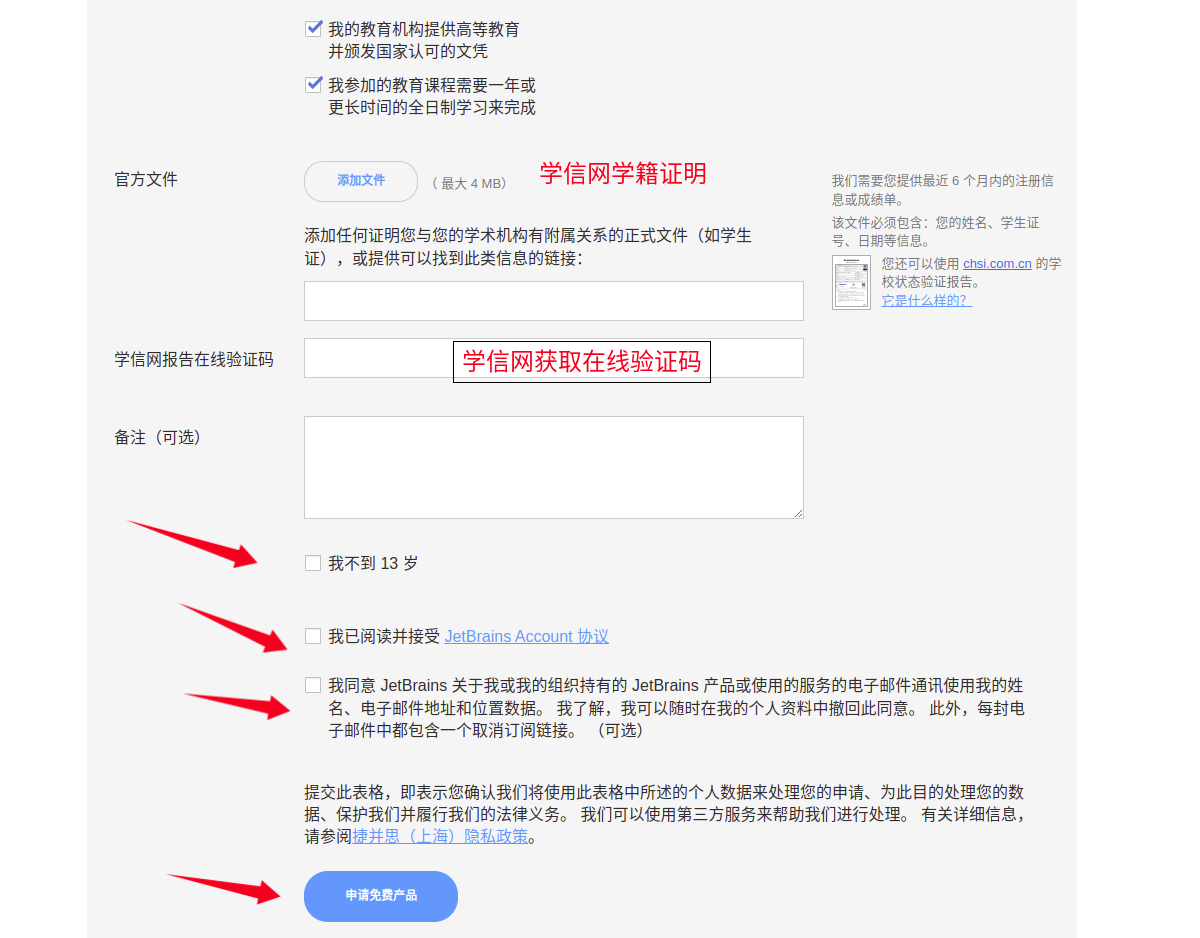 我的教育机构提供高等教育
并颁发国家认可的文凭
我参加的教育课程需要一年或
更长时间的全日制学习来完成
官方文件
添加文件
（ 最大 4 MB）
学信网学籍证明
添加任何证明您与您的学术机构有附属关系的正式文件（如学生
证），或提供可以找到此类信息的链接：
我们需要您提供最近 6 个月内的注册信
息或成绩单。
该文件必须包含：您的姓名、学生证
号、日期等信息。
您还可以使用 chsi.com.cn 的学
校状态验证报告。
它是什么样的？
学信网报告在线验证码
学信网获取在线验证码
备注（可选）
我不到 13 岁
我已阅读并接受 JetBrains Account 协议
我同意 JetBrains 关于我或我的组织持有的 JetBrains 产品或使用的服务的电子邮件通讯使用我的姓
名、电子邮件地址和位置数据。 我了解，我可以随时在我的个人资料中撤回此同意。 此外，每封电
子邮件中都包含一个取消订阅链接。 （可选）
提交此表格，即表示您确认我们将使用此表格中所述的个人数据来处理您的申请、为此目的处理您的数
据、保护我们并履行我们的法律义务。 我们可以使用第三方服务来帮助我们进行处理。 有关详细信息，
请参阅捷并思（上海）隐私政策。
申请免费产品